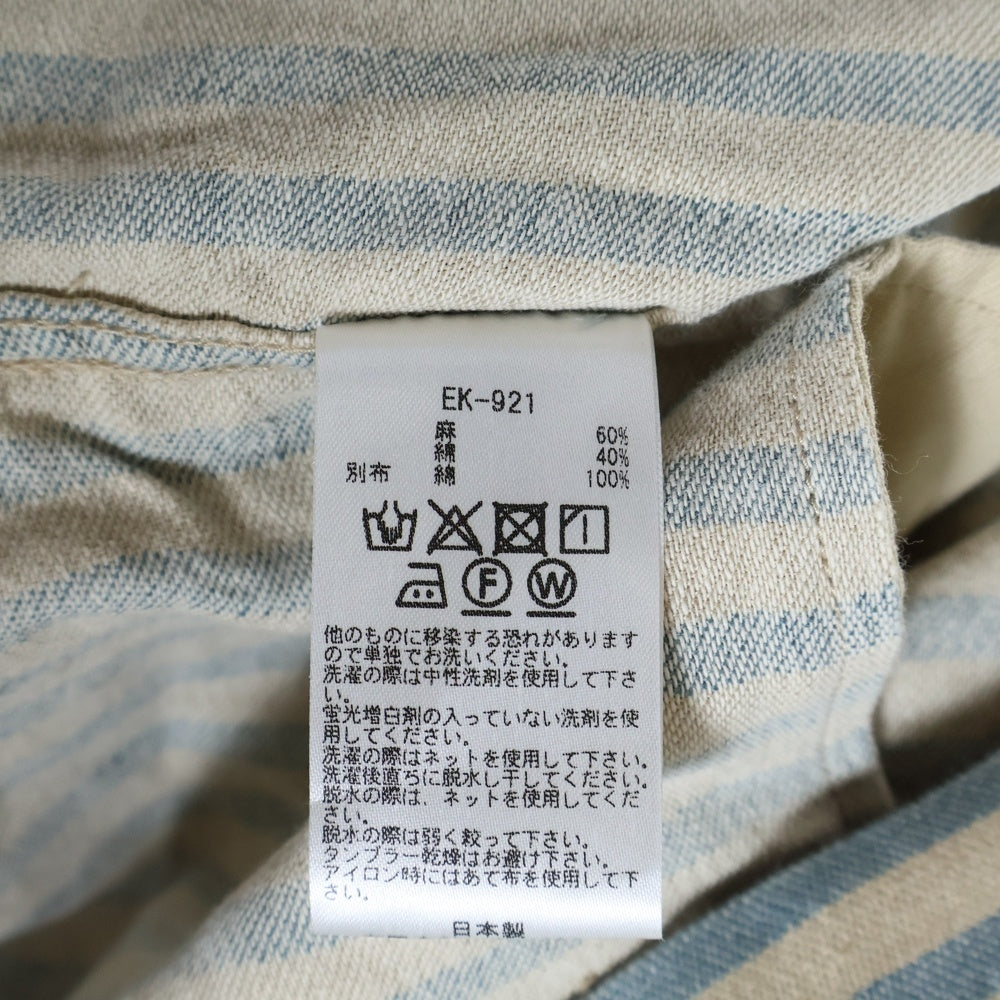 EK-921
麻 60%
綿 40%
別布 綿 100%
F W
他のものに移染する恐れがあります
ので単独でお洗いください。
洗濯の際は中性洗剤を使用して下さ
い。
蛍光増白剤の入っていない洗剤を使
用してください。
洗濯の際はネットを使用して下さい。
洗濯後直ちに脱水し干してください。
脱水の際は、ネットを使用してくだ
さい。
脱水の際は弱く絞って下さい。
タンブラー乾燥はお避け下さい。
アイロン時にはあて布を使用して下
さい。
日本製